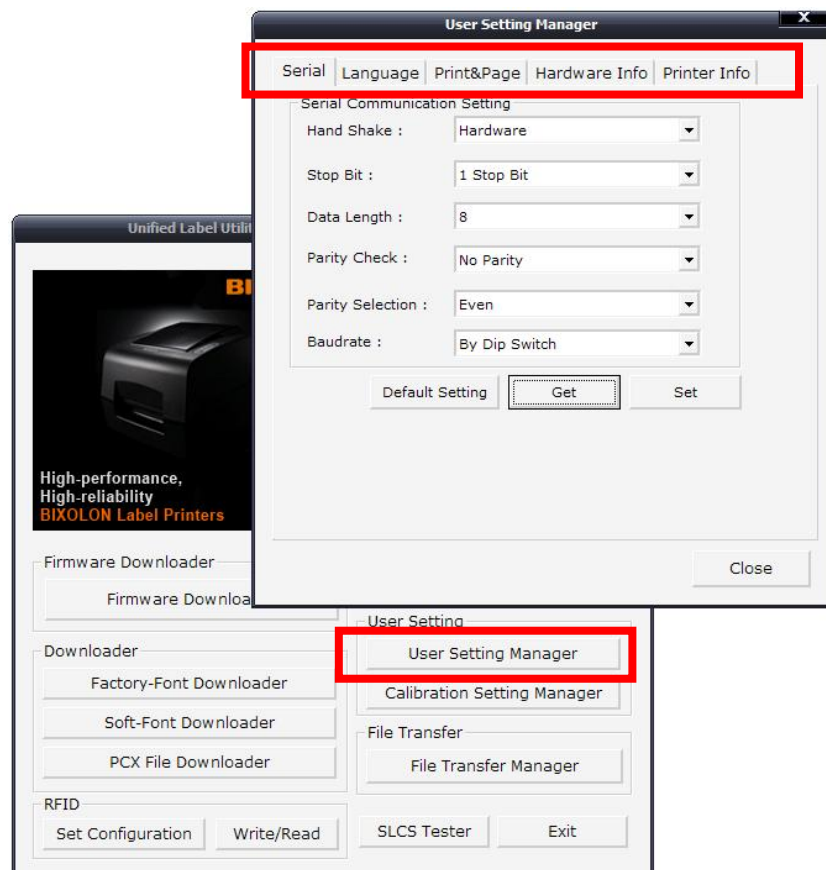 User Setting Manager
X
Serial Language Print&Page Hardware Info Printer Info
Serial Communication Setting
Hand Shake : Hardware
Stop Bit : 1 Stop Bit
Data Length : 8
Parity Check : No Parity
Parity Selection : Even
Baudrate : By Dip Switch
Default Setting Get Set
Close
Unified Label Utili
BI
High-performance,
High-reliability
BIXOLON Label Printers
Firmware Downloader
Firmware Downloa
Downloader
Factory-Font Downloader
Soft-Font Downloader
PCX File Downloader
RFID
Set Configuration Write/Read
User Setting
User Setting Manager
Calibration Setting Manager
File Transfer
File Transfer Manager
SLCS Tester Exit